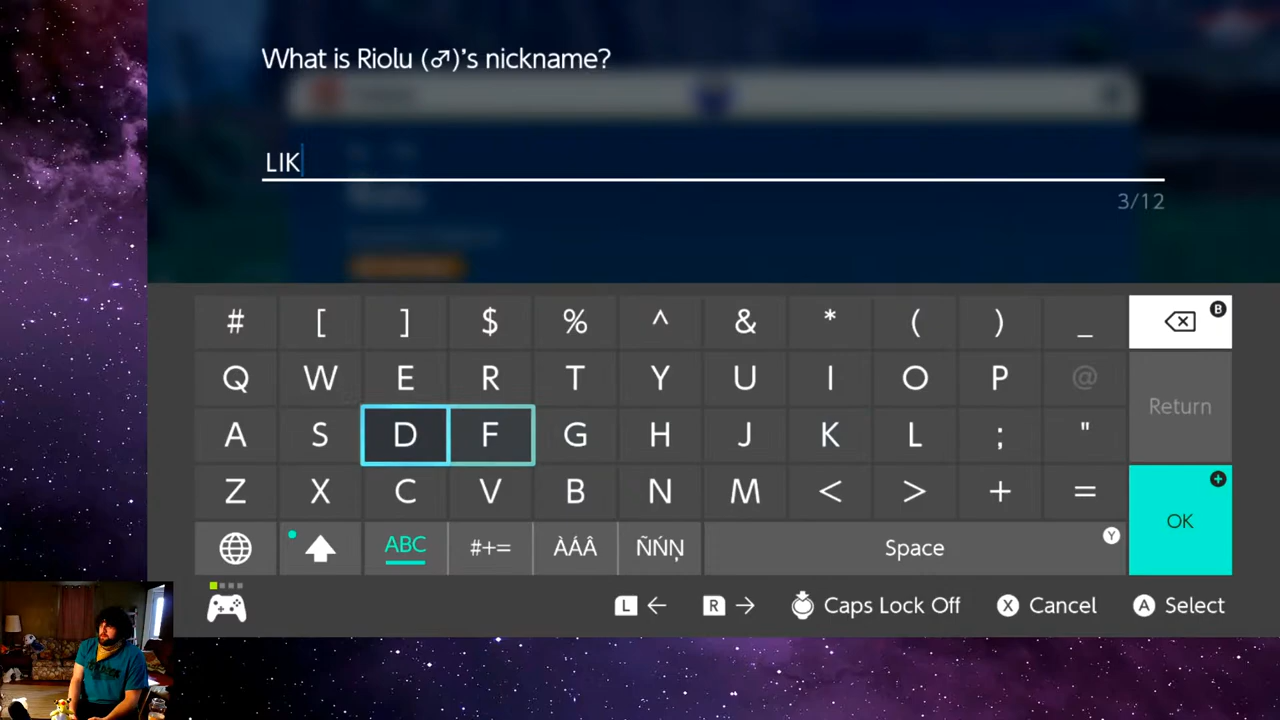 What is Riolu (♂)'s nickname?
LIK
3/12
# [ ] $ % ^ & * ( ) _ B
Q W E R T Y U I O P @ Return
A S D F G H J K L ; "
Z X C V B N M < > + = OK +
ABC #+= ÀÁÂ ÑŃŅ Space Y
L ← R → Caps Lock Off X Cancel A Select